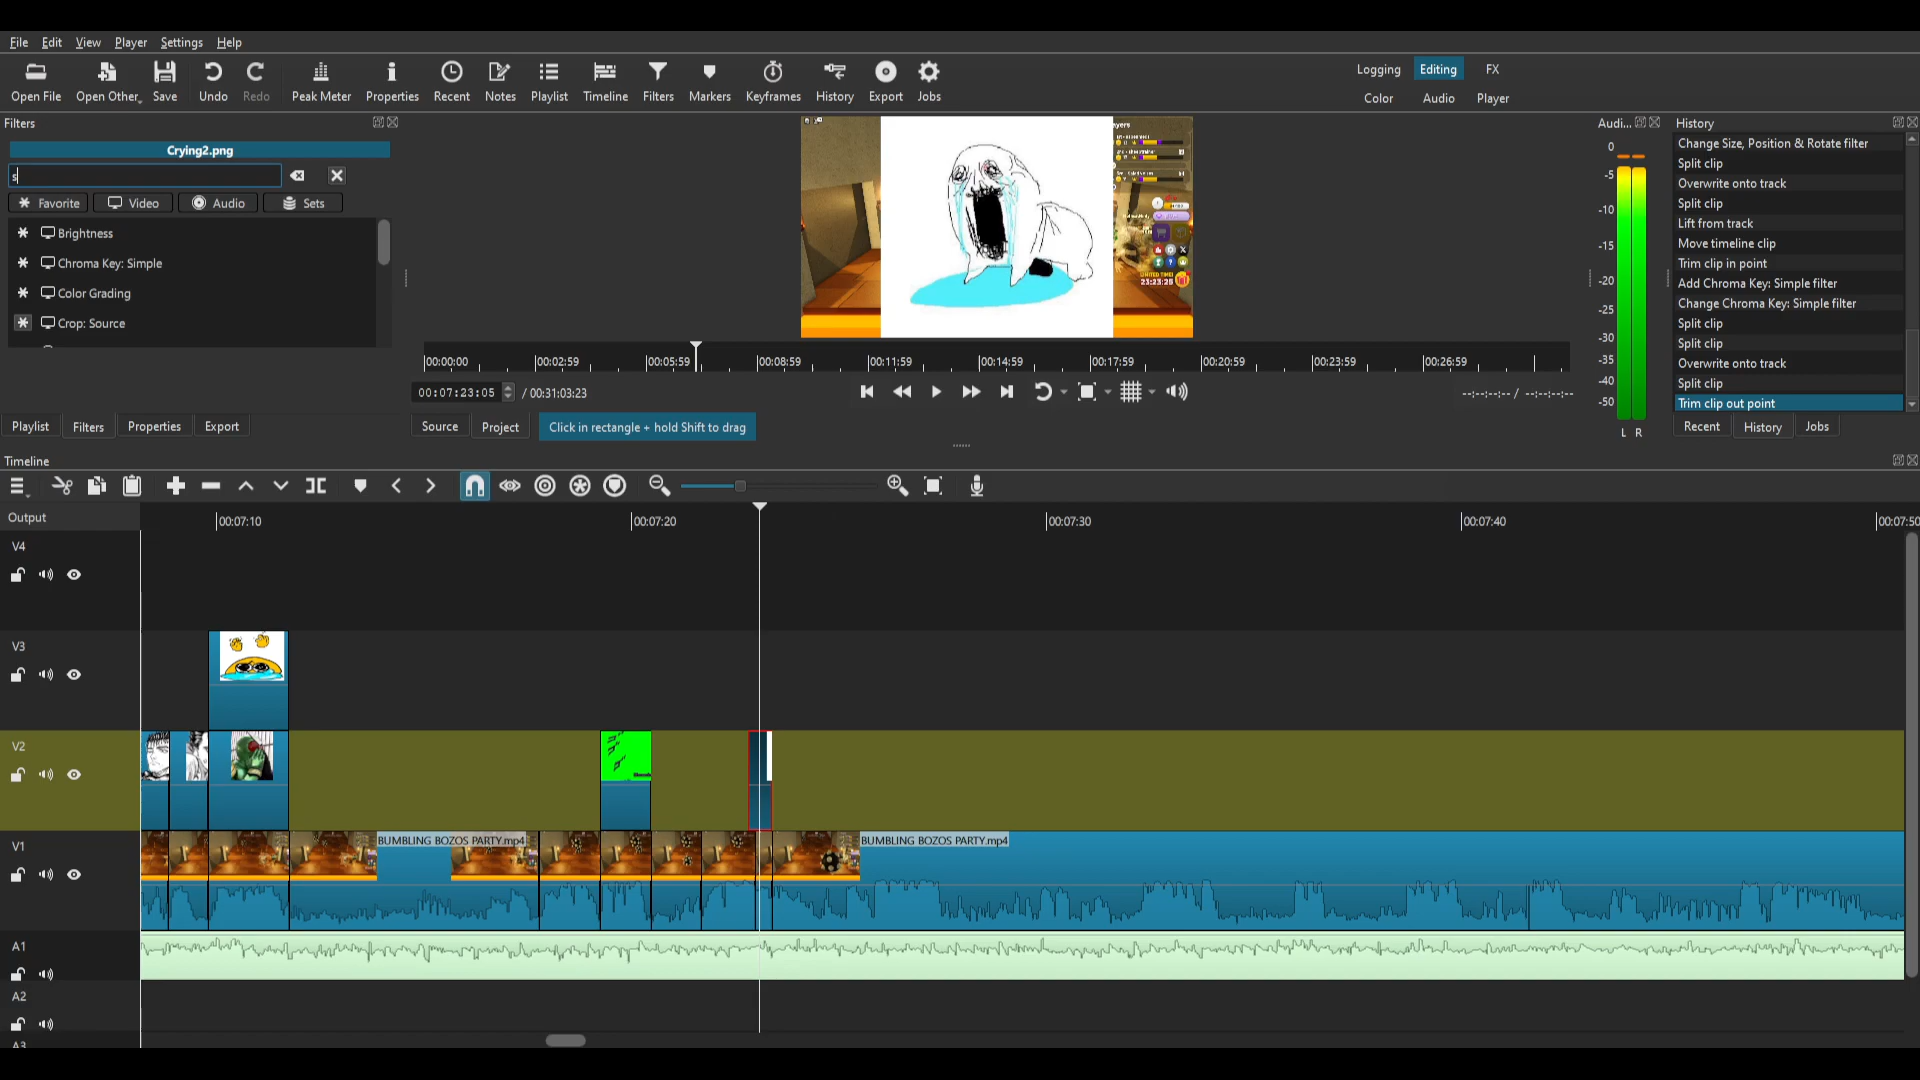 File Edit View Player Settings Help
Open File Open Other Save Undo Redo Peak Meter Properties Recent Notes Playlist Timeline Filters Markers Keyframes History Export Jobs
Logging Editing FX
Color Audio Player
Filters
Crying2.png
s
Favorite Video Audio Sets
Brightness
Chroma Key: Simple
Color Grading
Crop: Source
Playlist Filters Properties Export
23:23:25
00:00:00 00:02:59 00:05:59 00:08:59 00:11:59 00:14:59 00:17:59 00:20:59 00:23:59 00:26:59
00:07:23:05 / 00:31:03:23
--:--:--:-- / --:--:--:--
Source Project Click in rectangle + hold Shift to drag
Audi...
0
-5
-10
-15
-20
-25
-30
-35
-40
-50
L R
History
Change Size, Position & Rotate filter
Split clip
Overwrite onto track
Split clip
Lift from track
Move timeline clip
Trim clip in point
Add Chroma Key: Simple filter
Change Chroma Key: Simple filter
Split clip
Split clip
Overwrite onto track
Split clip
Trim clip out point
Recent History Jobs
Timeline
Output
00:07:10 00:07:20 00:07:30 00:07:40 00:07:50
V4
V3
V2
V1
BUMBLING BOZOS PARTY.mp4 BUMBLING BOZOS PARTY.mp4
A1
A2
A3